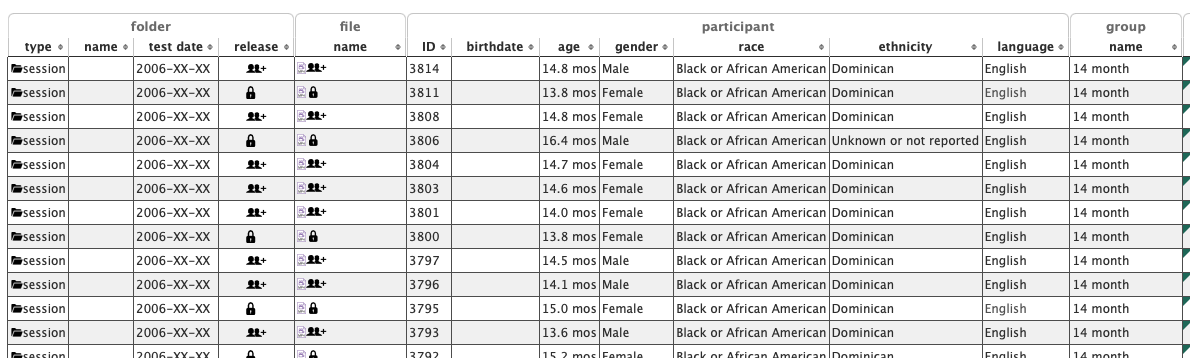 folder file participant group
type name test date release name ID birthdate age gender race ethnicity language name
session 2006-XX-XX 3814 14.8 mos Male Black or African American Dominican English 14 month
session 2006-XX-XX 3811 13.8 mos Female Black or African American Dominican English 14 month
session 2006-XX-XX 3808 14.8 mos Female Black or African American Dominican English 14 month
session 2006-XX-XX 3806 16.4 mos Male Black or African American Unknown or not reported English 14 month
session 2006-XX-XX 3804 14.7 mos Female Black or African American Dominican English 14 month
session 2006-XX-XX 3803 14.6 mos Female Black or African American Dominican English 14 month
session 2006-XX-XX 3801 14.0 mos Female Black or African American Dominican English 14 month
session 2006-XX-XX 3800 13.8 mos Female Black or African American Dominican English 14 month
session 2006-XX-XX 3797 14.5 mos Male Black or African American Dominican English 14 month
session 2006-XX-XX 3796 14.1 mos Male Black or African American Dominican English 14 month
session 2006-XX-XX 3795 15.0 mos Female Black or African American Dominican English 14 month
session 2006-XX-XX 3793 13.6 mos Male Black or African American Dominican English 14 month
session 2006-XX-XX 3792 15.2 mos Female Black or African American Dominican English 14 month